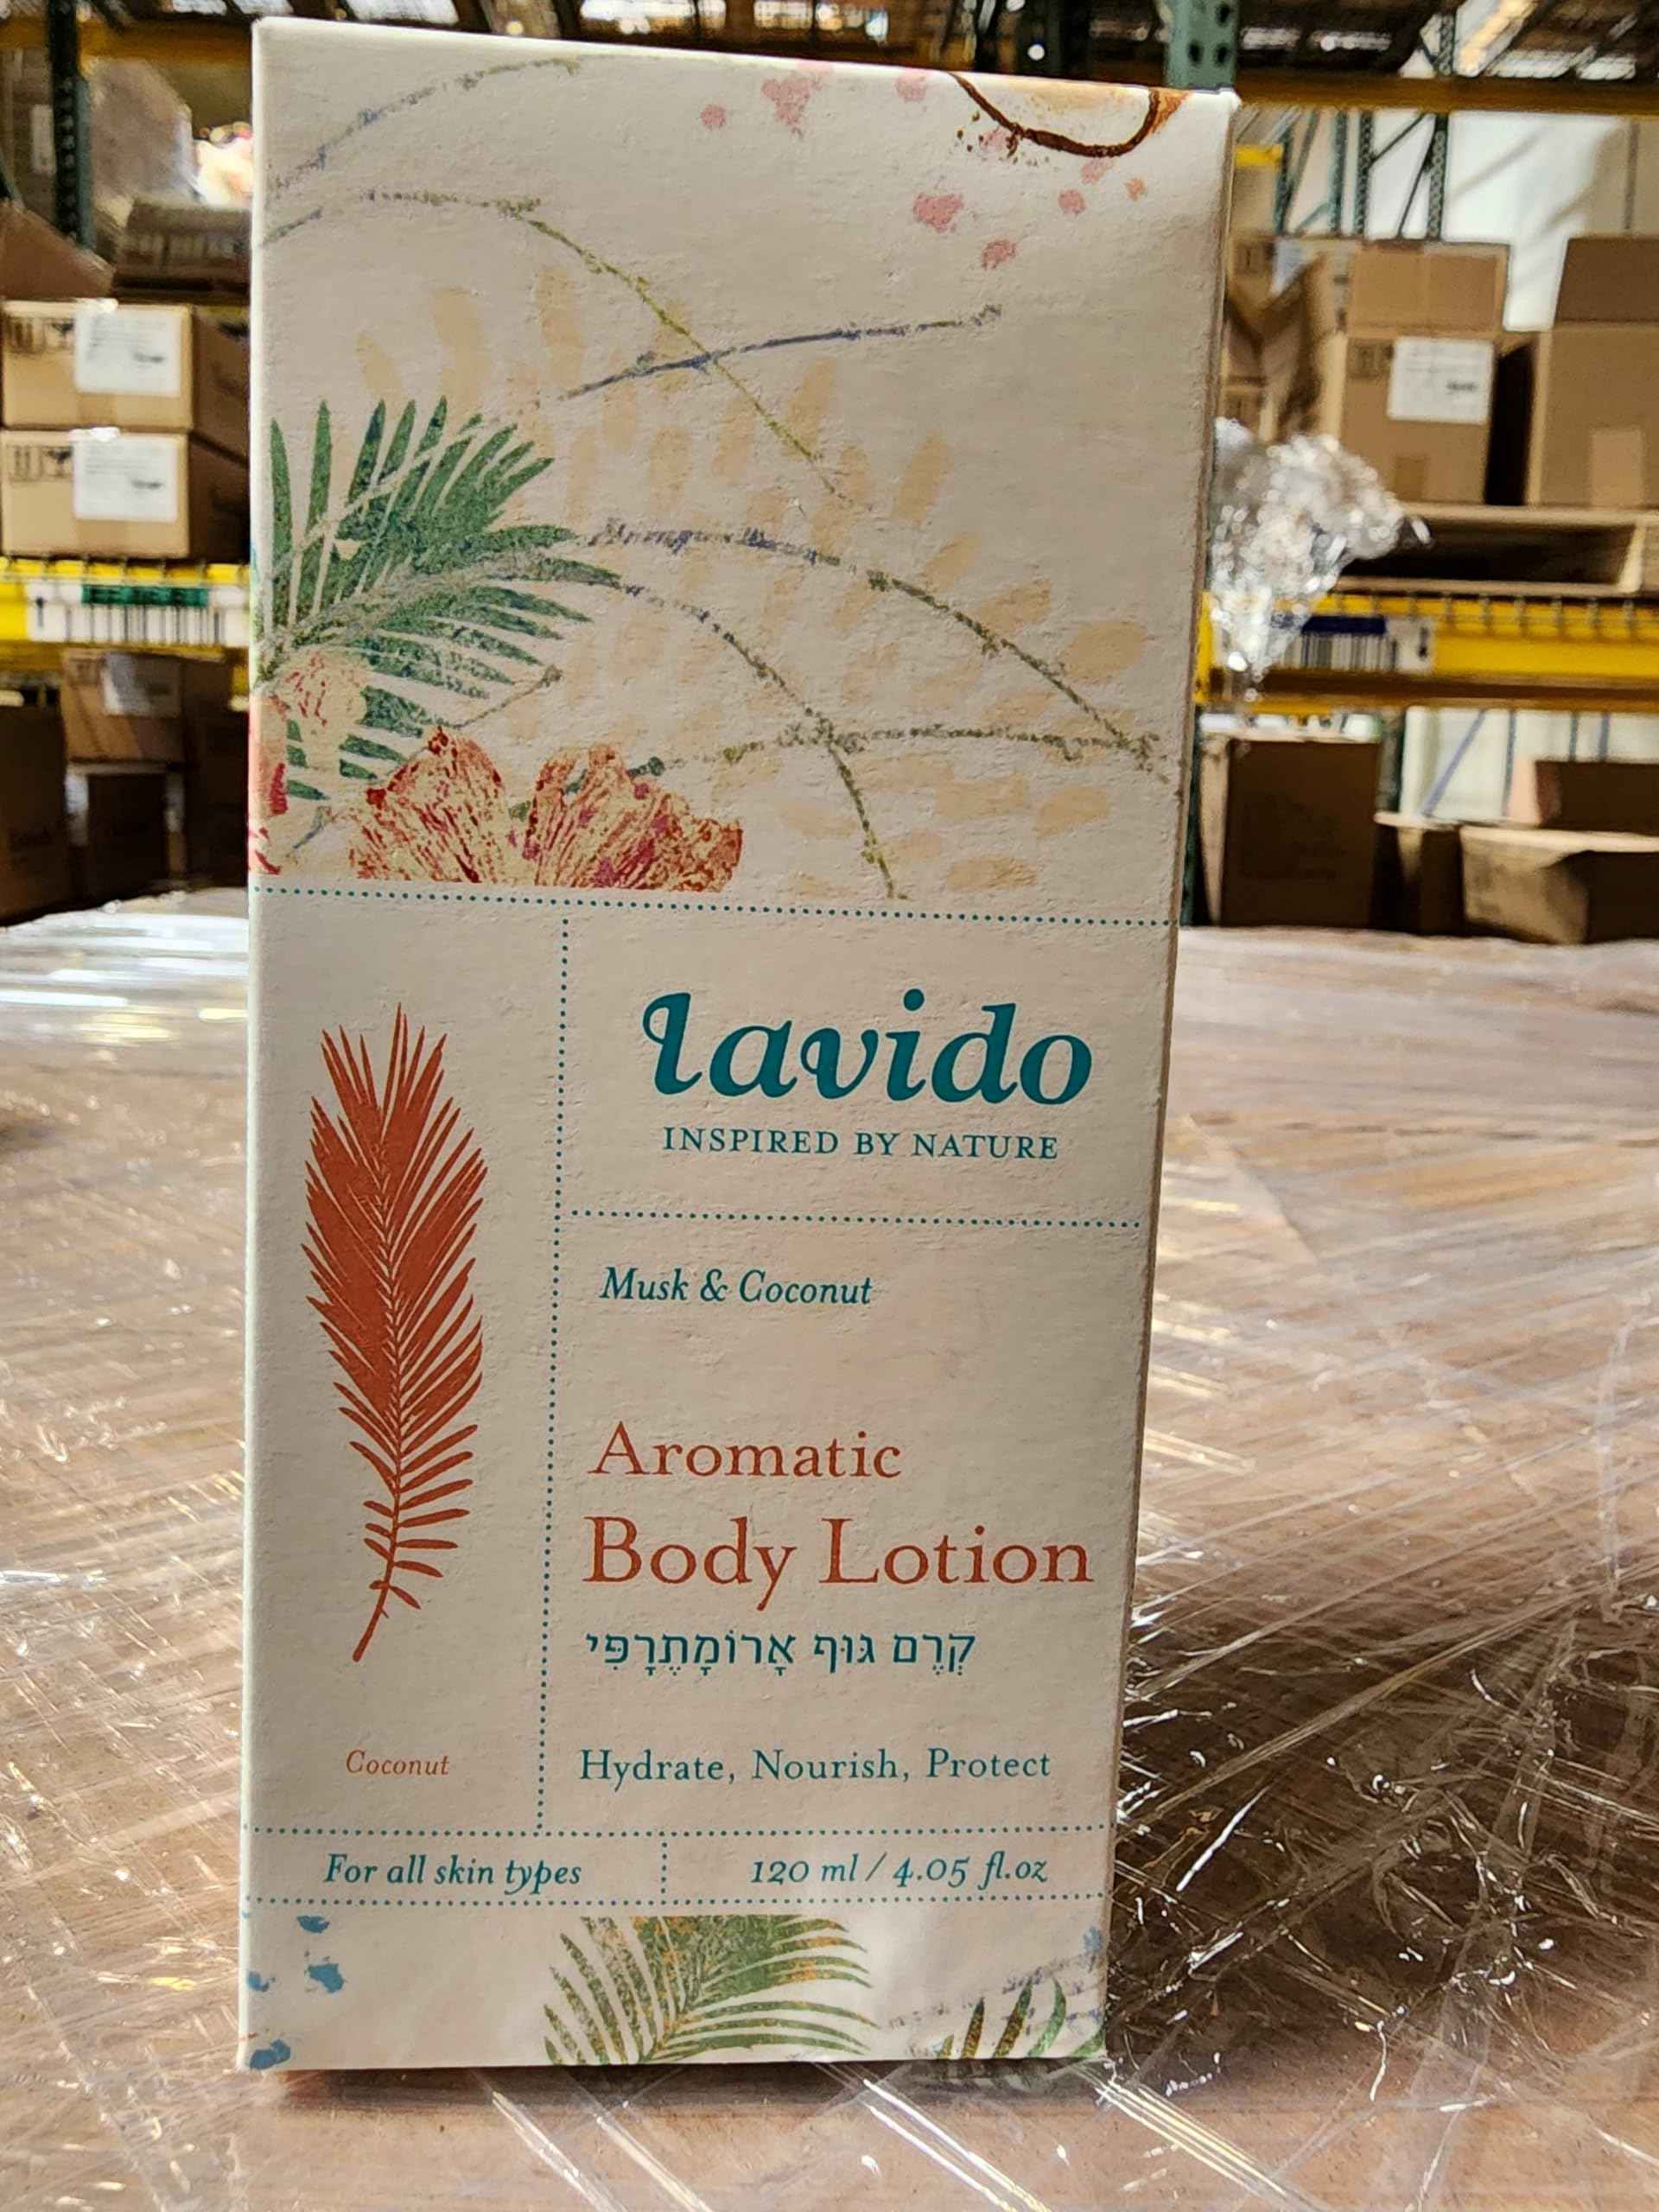 lavido
INSPIRED BY NATURE
Musk & Coconut
Aromatic
Body Lotion
קְרֶם גּוּף אָרוֹמָתֶרָפִּי
Coconut
Hydrate, Nourish, Protect
For all skin types
120 ml / 4.05 fl.oz